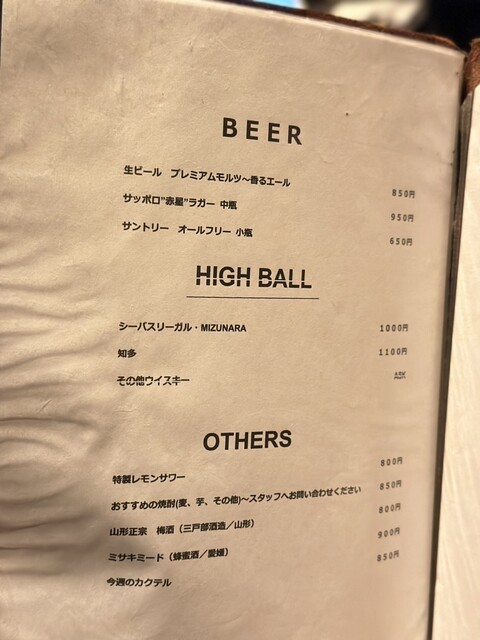 BEER
生ビール　プレミアムモルツ～香るエール 850円
サッポロ"赤星"ラガー 中瓶 950円
サントリー　オールフリー 小瓶 650円
HIGH BALL
シーバスリーガル・MIZUNARA 1000円
知多 1100円
その他ウイスキー
OTHERS
特製レモンサワー 800円
おすすめの焼酎(麦、芋、その他)～スタッフへお問い合わせください 850円
山形正宗　梅酒（三戸部酒造／山形） 800円
ミサキミード（蜂蜜酒／愛媛） 900円
今週のカクテル 850円